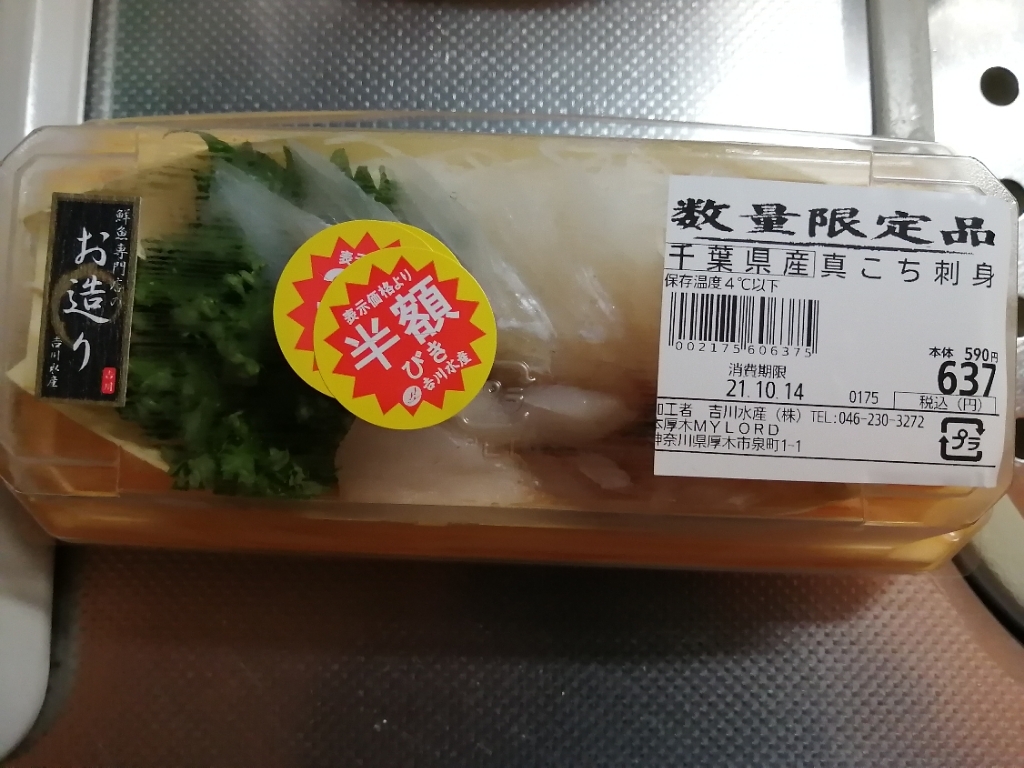 鮮魚専門店の
お造り
吉川水産
表示価格より
半額
びき
吉川水産
数量限定品
千葉県産真こち刺身
保存温度4℃以下
002175606375
消費期限
21.10.14
本体 590円
637
0175 税込(円)
加工者 吉川水産(株) TEL:046-230-3272
本厚木MYLORD
神奈川県厚木市泉町1-1
プラ